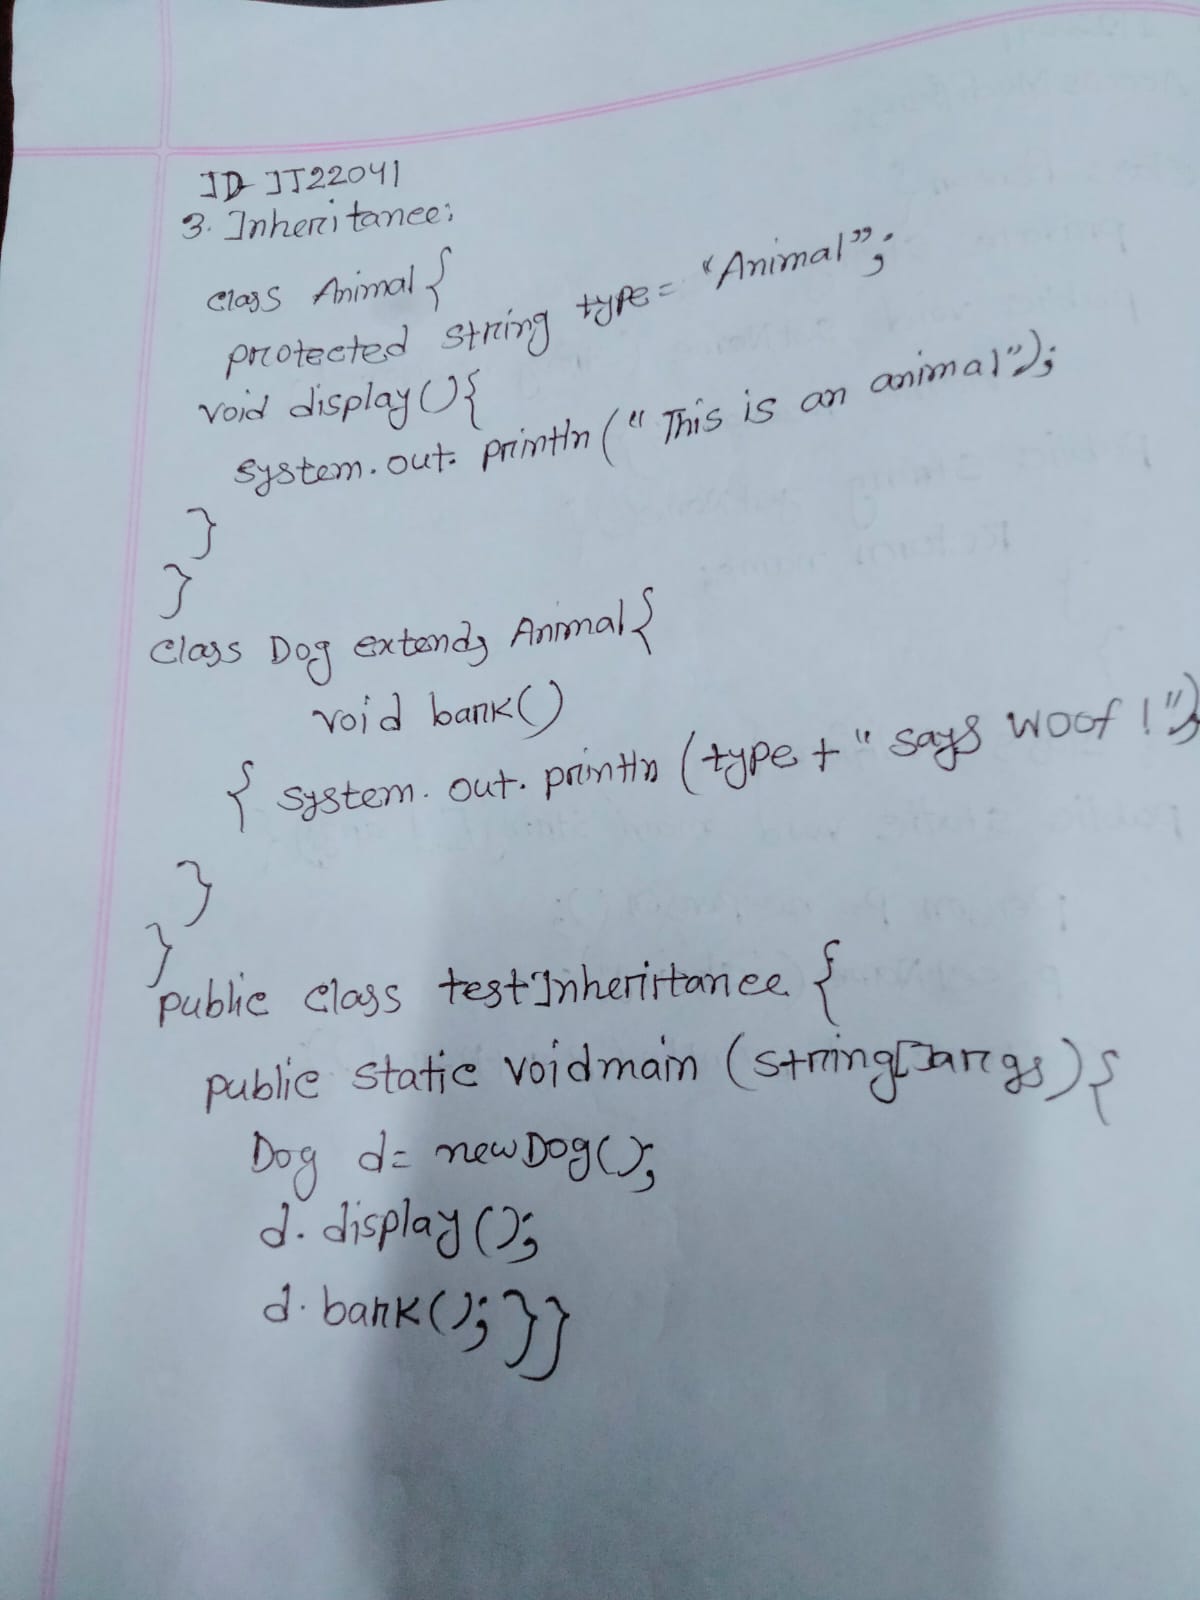 ID IT22041
3. Inheritance:
class Animal {
protected string type = "Animal";
void display(){
system.out.println("This is an animal");
}
}
class Dog extends Animal{
void bark()
{ system.out.println(type + "says woof!");
}
}
public class testInheristance {
public static voidmain (string[]args){
Dog d= newDog();
d.display();
d.bark();}}